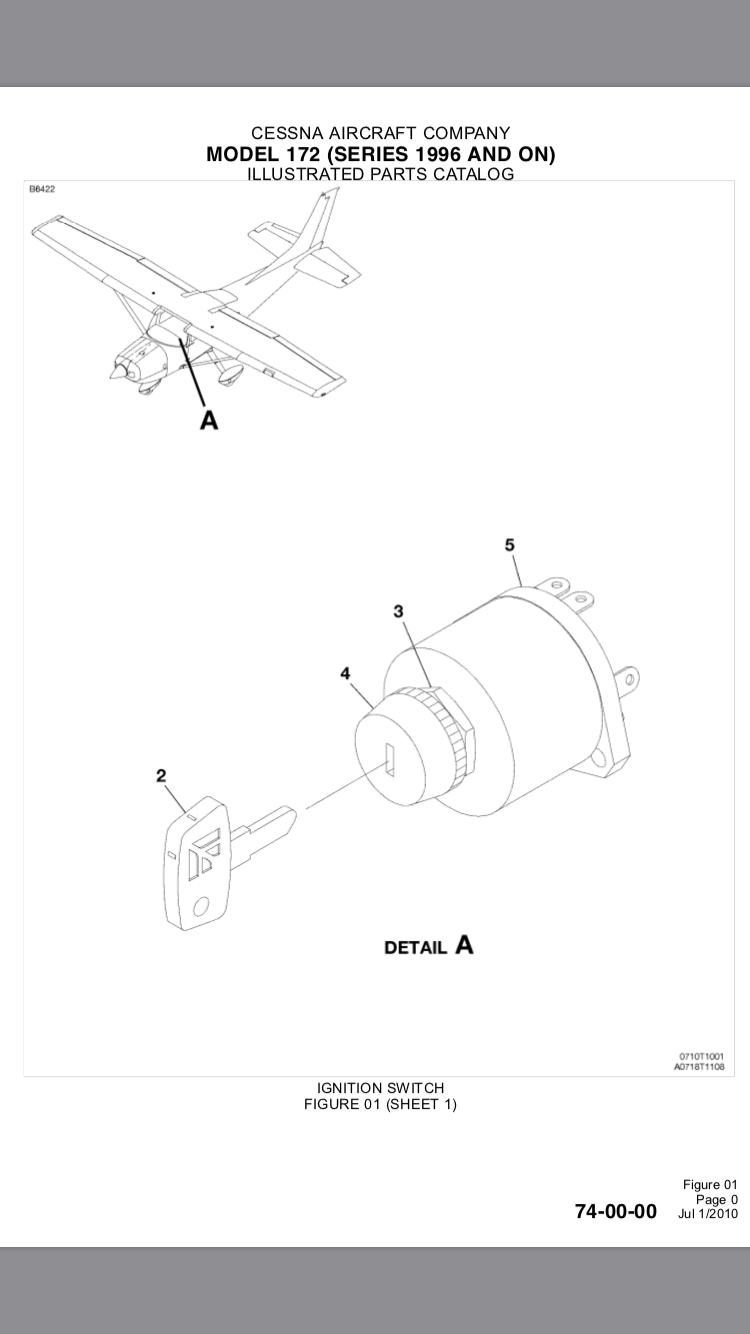 CESSNA AIRCRAFT COMPANY
MODEL 172 (SERIES 1996 AND ON)
ILLUSTRATED PARTS CATALOG
B6422
A
5
3
4
2
DETAIL A
0710T1001
A0718T1108
IGNITION SWITCH
FIGURE 01 (SHEET 1)
Figure 01
Page 0
74-00-00 Jul 1/2010